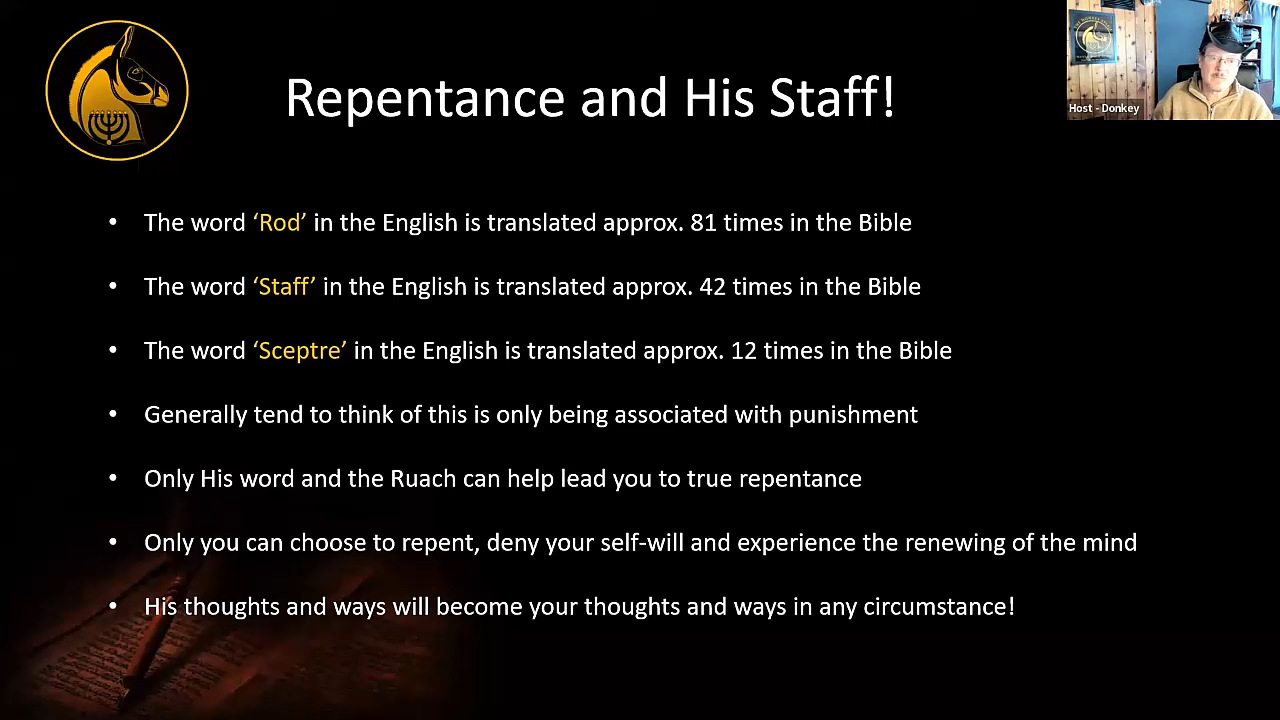 Repentance and His Staff!
Host - Donkey
• The word ‘Rod’ in the English is translated approx. 81 times in the Bible
• The word ‘Staff’ in the English is translated approx. 42 times in the Bible
• The word ‘Sceptre’ in the English is translated approx. 12 times in the Bible
• Generally tend to think of this is only being associated with punishment
• Only His word and the Ruach can help lead you to true repentance
• Only you can choose to repent, deny your self-will and experience the renewing of the mind
• His thoughts and ways will become your thoughts and ways in any circumstance!